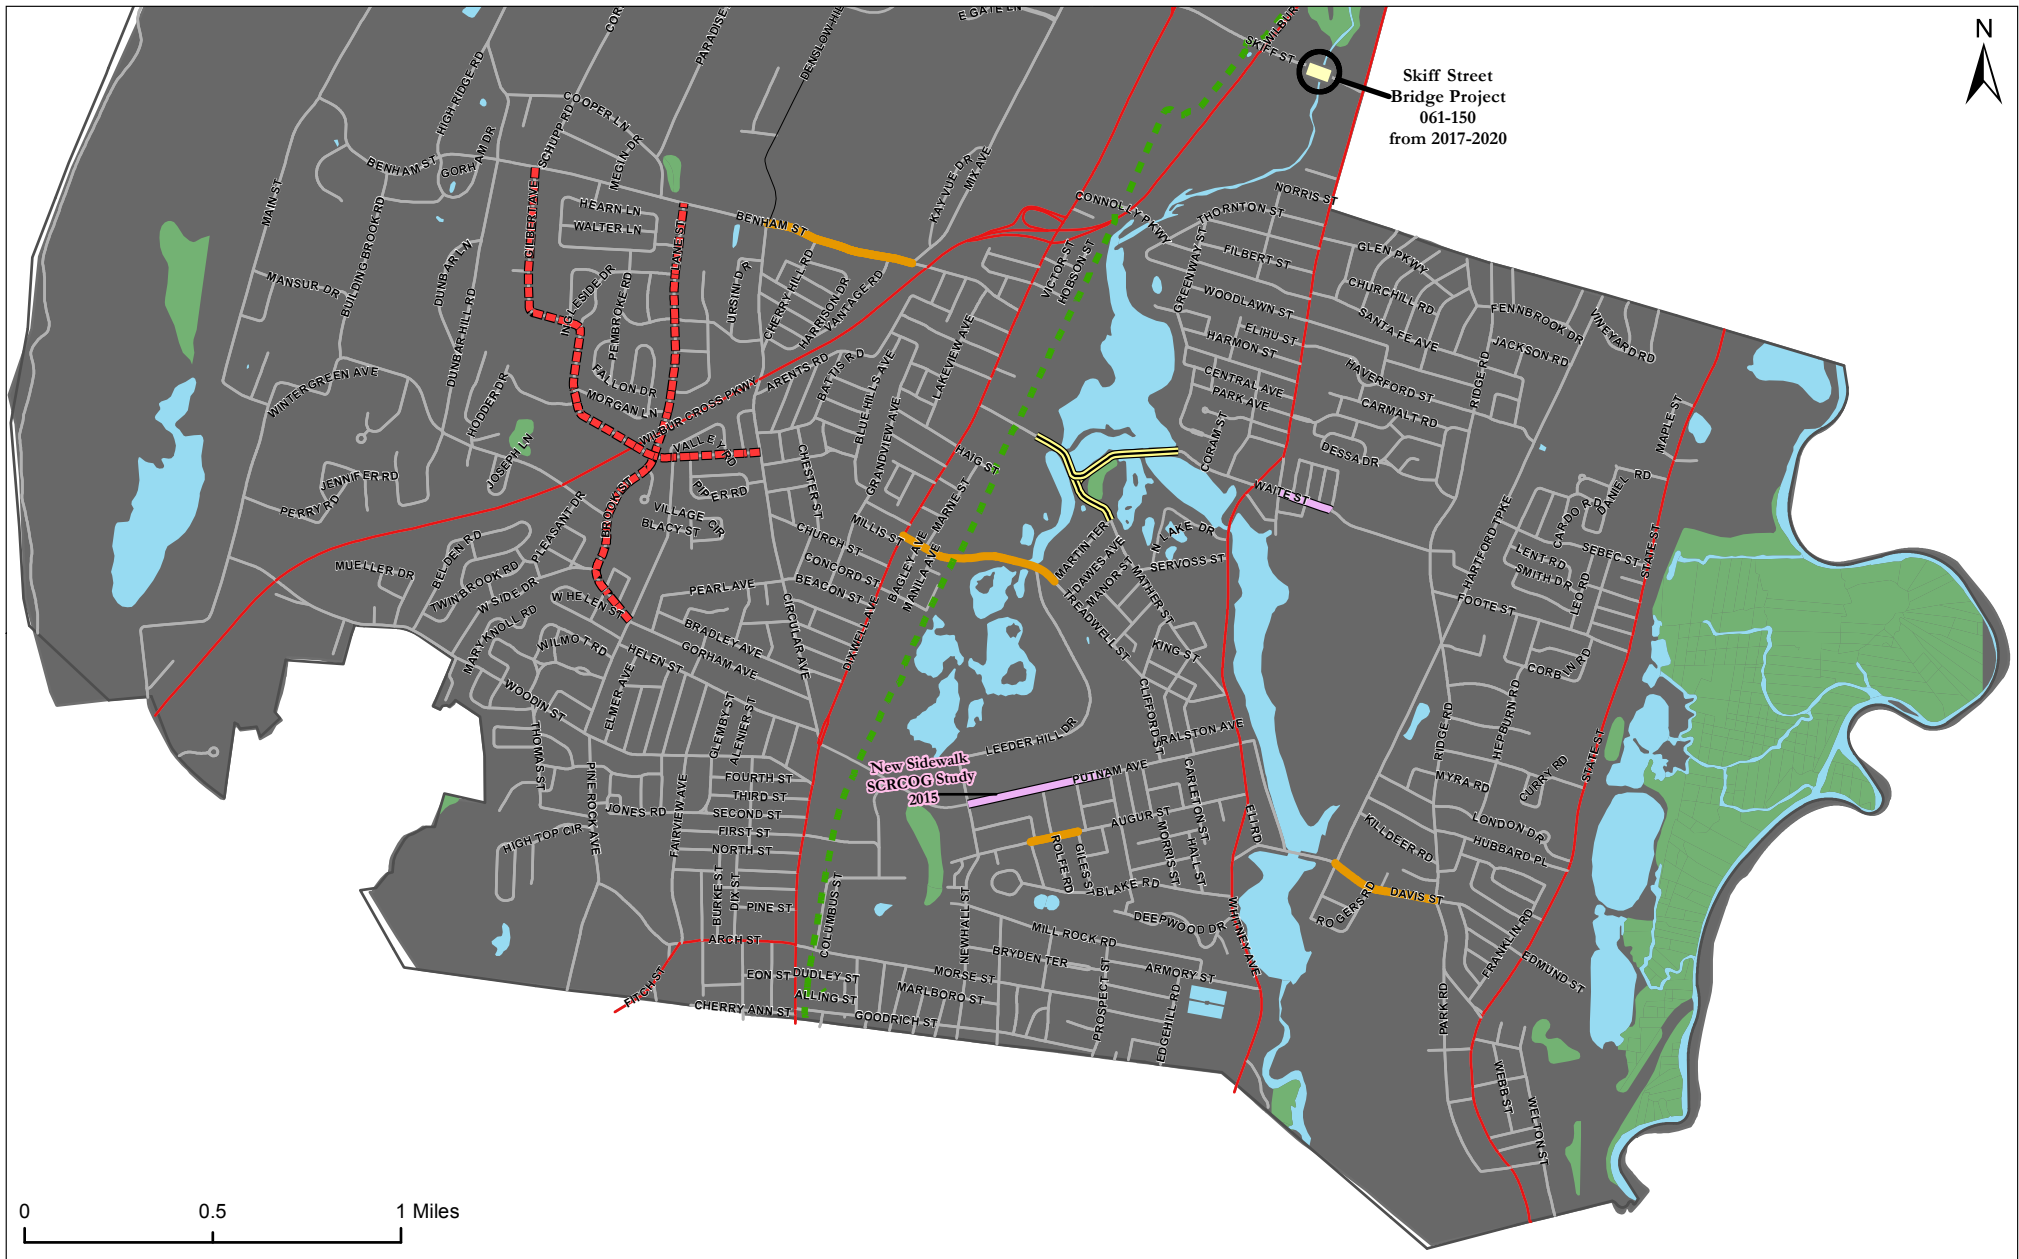 E GATE LN
WILBUR
COR
PARADISE
DENSLOW HIL
SKIFF ST
N
Skiff Street
Bridge Project
061-150
from 2017-2020
HIGH RIDGE RD
COOPER LN
SCHUPP RD
MEGIN DR
BENHAM ST
GORHAM DR
MAIN ST
GILBERT AVE
HEARN LN
WALTER LN
LANE ST
BENHAM ST
KAY VUE DR
MIX AVE
CONNOLLY PKWY
NORRIS ST
THORNTON ST
FILBERT ST
GLEN PKWY
BUILDING BROOK RD
DUNBAR LN
MANSUR DR
DUNBAR HILL RD
INGLESIDE DR
PEMBROKE RD
URSINI DR
CHERRY HILL RD
HARRISON DR
VANTAGE RD
VICTOR ST
HOBSON ST
GREENWAY ST
WOODLAWN ST
CHURCHILL RD
SANTA FE AVE
FENNBROOK DR
VINEYARD RD
ELIHU ST
HARMON ST
JACKSON RD
LAKEVIEW AVE
BATTIS RD
ARENTS RD
BLUE HILLS AVE
GRANDVIEW AVE
WINTERGREEN AVE
HODDER DR
FALLON DR
MORGAN LN
WILBUR CROSS PKWY
CENTRAL AVE
PARK AVE
HAVERFORD ST
RIDGE RD
CARMALT RD
MAPLE ST
CORAM ST
DESSA DR
JOSEPH LN
VALLEY RD
CHESTER ST
HAIG ST
JENNIFER RD
PERRY RD
PIPER RD
WAITE ST
DANIEL RD
CARDO RD
PLEASANT DR
BROOK ST
VILLAGE CIR
BLACY ST
MILLIS ST
MARNE ST
CHURCH ST
BAGLEY AVE
MANILA AVE
MARTIN TER
DAWES AVE
MANOR ST
N LAKE DR
SERVOSS ST
HARTFORD TPKE
LENT RD
SMITH DR
SEBEC ST
STATE ST
LEO RD
BELDEN RD
MUELLER DR
TWINBROOK RD
W SIDE DR
W HELEN ST
PEARL AVE
CONCORD ST
BEACON ST
MATHER ST
TREADWELL ST
FOOTE ST
MARY KNOLL RD
WILMOT RD
HELEN ST
BRADLEY AVE
GORHAM AVE
CIRCULAR AVE
DIXWELL AVE
KING ST
CORBIN RD
WOODIN ST
ELMER AVE
GLEMBY ST
ALENIER ST
CLIFFORD ST
RALSTON AVE
LEEDER HILL DR
HEPBURN RD
RIDGE RD
THOMAS ST
PINE ROCK AVE
FOURTH ST
THIRD ST
SECOND ST
FIRST ST
NORTH ST
New Sidewalk
SCRCOG Study
2015
PUTNAM AVE
CARLETON ST
MYRA RD
CURRY RD
STATE ST
JONES RD
FAIRVIEW AVE
HIGH TOP CIR
AUGUR ST
ELI RD
MORRIS ST
HALL ST
LONDON DR
HUBBARD PL
KILLDEER RD
ROLFE RD
GILES ST
BLAKE RD
BURKE ST
DIX ST
PINE ST
COLUMBUS ST
NEWHALL ST
DEEPWOOD DR
WHITNEY AVE
ROGERS RD
DAVIS ST
FRANKLIN RD
ARCH ST
MILL ROCK RD
BRYDEN TER
EDMUND ST
FITCH ST
EON ST
DUDLEY ST
MORSE ST
ARMORY ST
ALLING ST
MARLBORO ST
PROSPECT ST
EDGEHILL RD
CHERRY ANN ST
GOODRICH ST
PARK RD
WEBB ST
WELTON ST
0 0.5 1 Miles